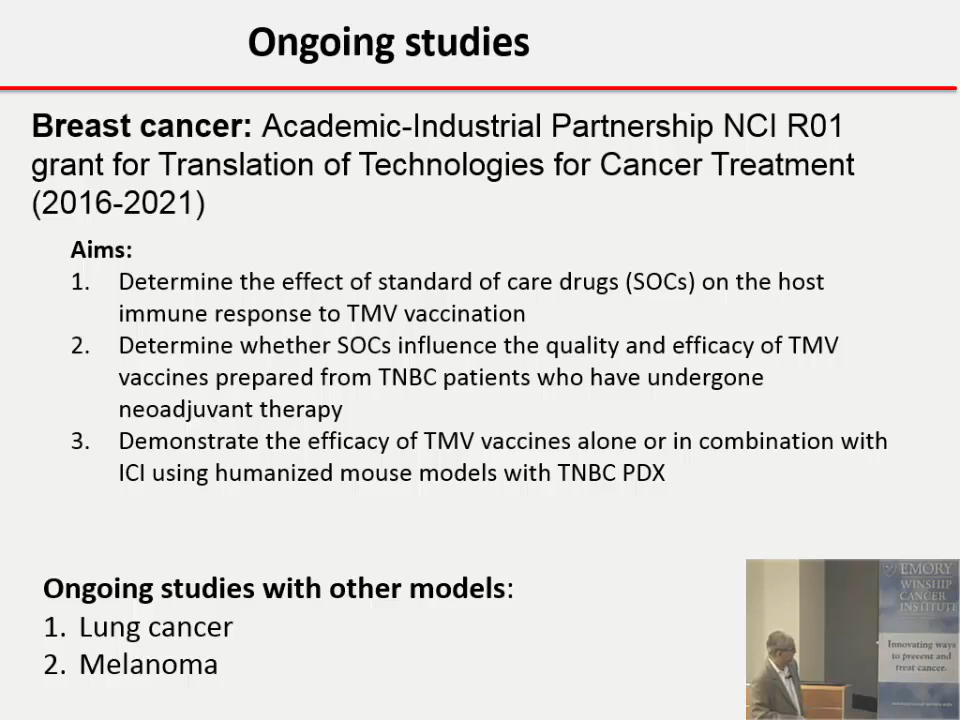 Ongoing studies
Breast cancer: Academic-Industrial Partnership NCI R01
grant for Translation of Technologies for Cancer Treatment
(2016-2021)
Aims:
1. Determine the effect of standard of care drugs (SOCs) on the host
immune response to TMV vaccination
2. Determine whether SOCs influence the quality and efficacy of TMV
vaccines prepared from TNBC patients who have undergone
neoadjuvant therapy
3. Demonstrate the efficacy of TMV vaccines alone or in combination with
ICI using humanized mouse models with TNBC PDX
Ongoing studies with other models:
1. Lung cancer
2. Melanoma
EMORY
WINSHIP
CANCER
INSTITUTE
Innovating ways
to prevent and
treat cancer.